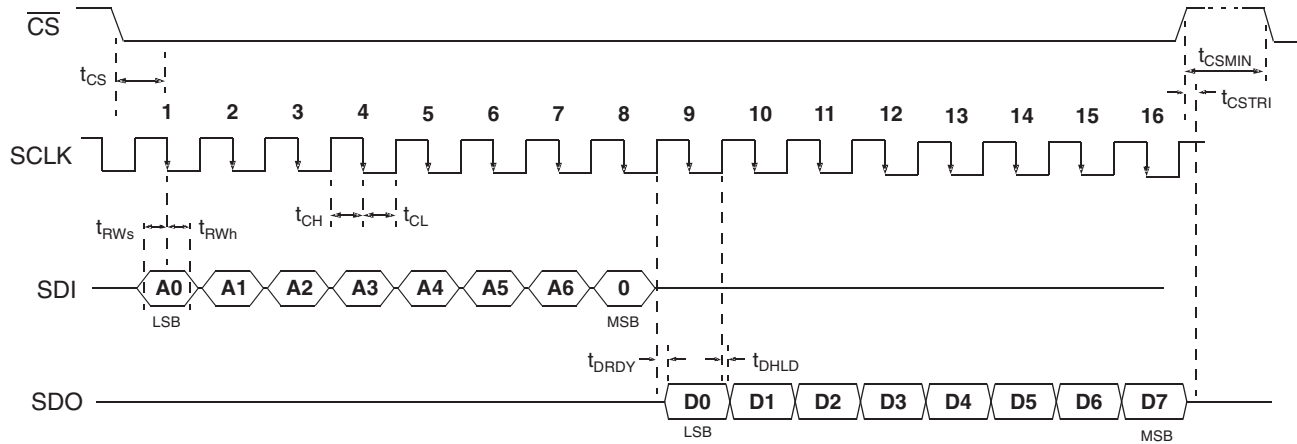 CS
tCS
tCSMIN
tCSTRI
1 2 3 4 5 6 7 8 9 10 11 12 13 14 15 16
SCLK
tCH tCL
tRWs tRWh
SDI A0 A1 A2 A3 A4 A5 A6 0
LSB MSB
tDRDY tDHLD
SDO D0 D1 D2 D3 D4 D5 D6 D7
LSB MSB